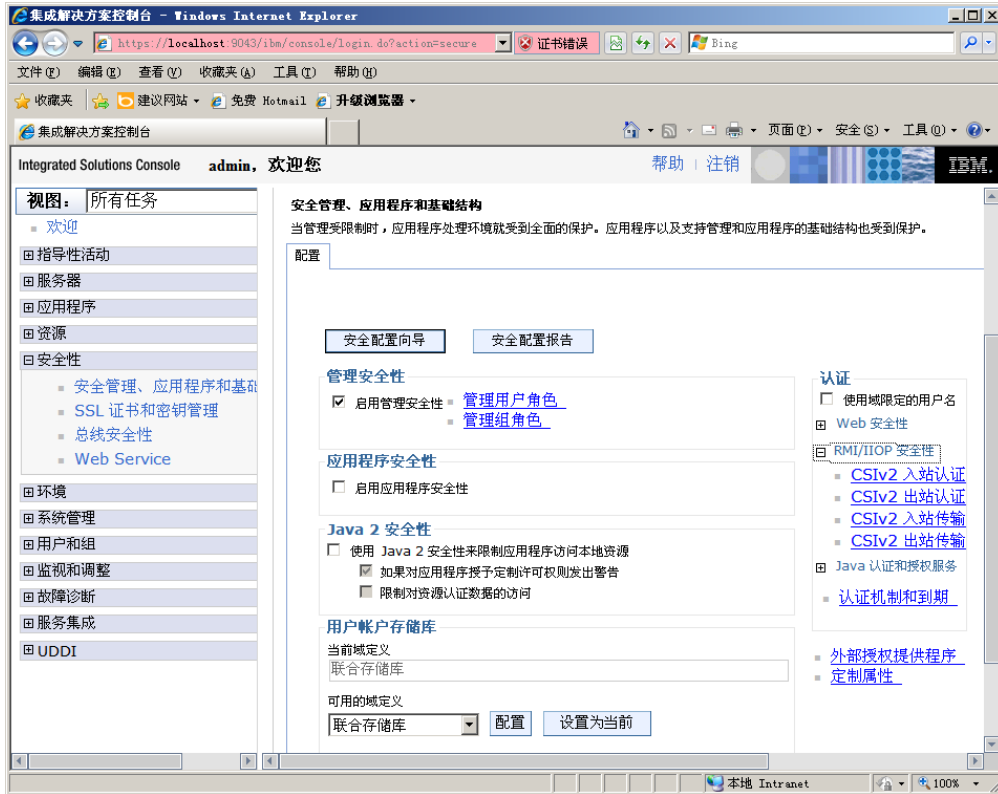 集成解决方案控制台 - Windows Internet Explorer
https://localhost:9043/ibm/console/login.do?action=secure 证书错误 Bing
文件(F) 编辑(E) 查看(V) 收藏夹(A) 工具(T) 帮助(H)
收藏夹 建议网站 免费 Hotmail 升级浏览器
集成解决方案控制台 页面(P) 安全(S) 工具(O)
Integrated Solutions Console admin, 欢迎您 帮助 | 注销 IBM.
视图: 所有任务
欢迎
指导性活动
服务器
应用程序
资源
安全性
安全管理、应用程序和基础
SSL 证书和密钥管理
总线安全性
Web Service
环境
系统管理
用户和组
监视和调整
故障诊断
服务集成
UDDI
安全管理、应用程序和基础结构
当管理受限制时，应用程序处理环境就受到全面的保护。应用程序以及支持管理和应用程序的基础结构也受到保护。
配置
安全配置向导 安全配置报告
管理安全性
启用管理安全性 管理用户角色
管理组角色
应用程序安全性
启用应用程序安全性
Java 2 安全性
使用 Java 2 安全性来限制应用程序访问本地资源
如果对应用程序授予定制许可权则发出警告
限制对资源认证数据的访问
用户帐户存储库
当前域定义
联合存储库
可用的域定义
联合存储库 配置 设置为当前
认证
使用域限定的用户名
Web 安全性
RMI/IIOP 安全性
CSIv2 入站认证
CSIv2 出站认证
CSIv2 入站传输
CSIv2 出站传输
Java 认证和授权服务
认证机制和到期
外部授权提供程序
定制属性
本地 Intranet 100%